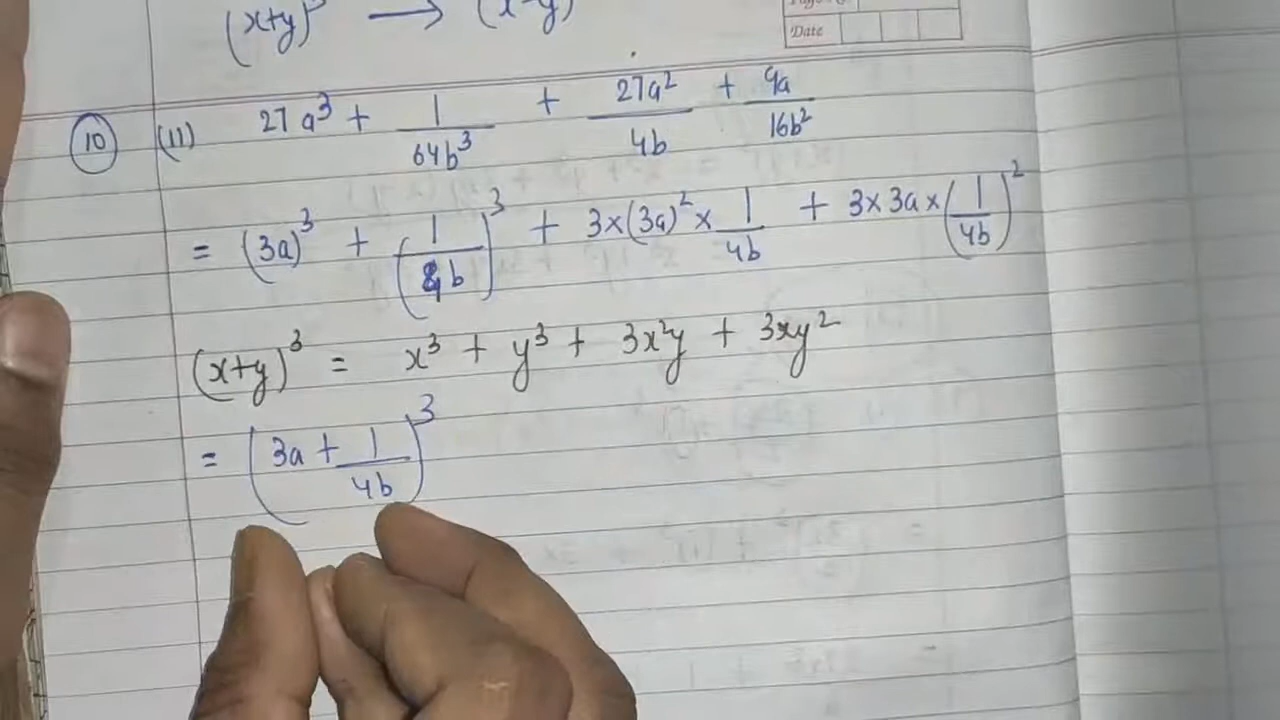 (x+y)³ → (x-y)
Date
10 (11) 27a³ + 1/64b³ + 27a²/4b + 9a/16b²
= (3a)³ + (1/4b)³ + 3×(3a)²×1/4b + 3×3a×(1/4b)²
(x+y)³ = x³ + y³ + 3x²y + 3xy²
= (3a + 1/4b)³